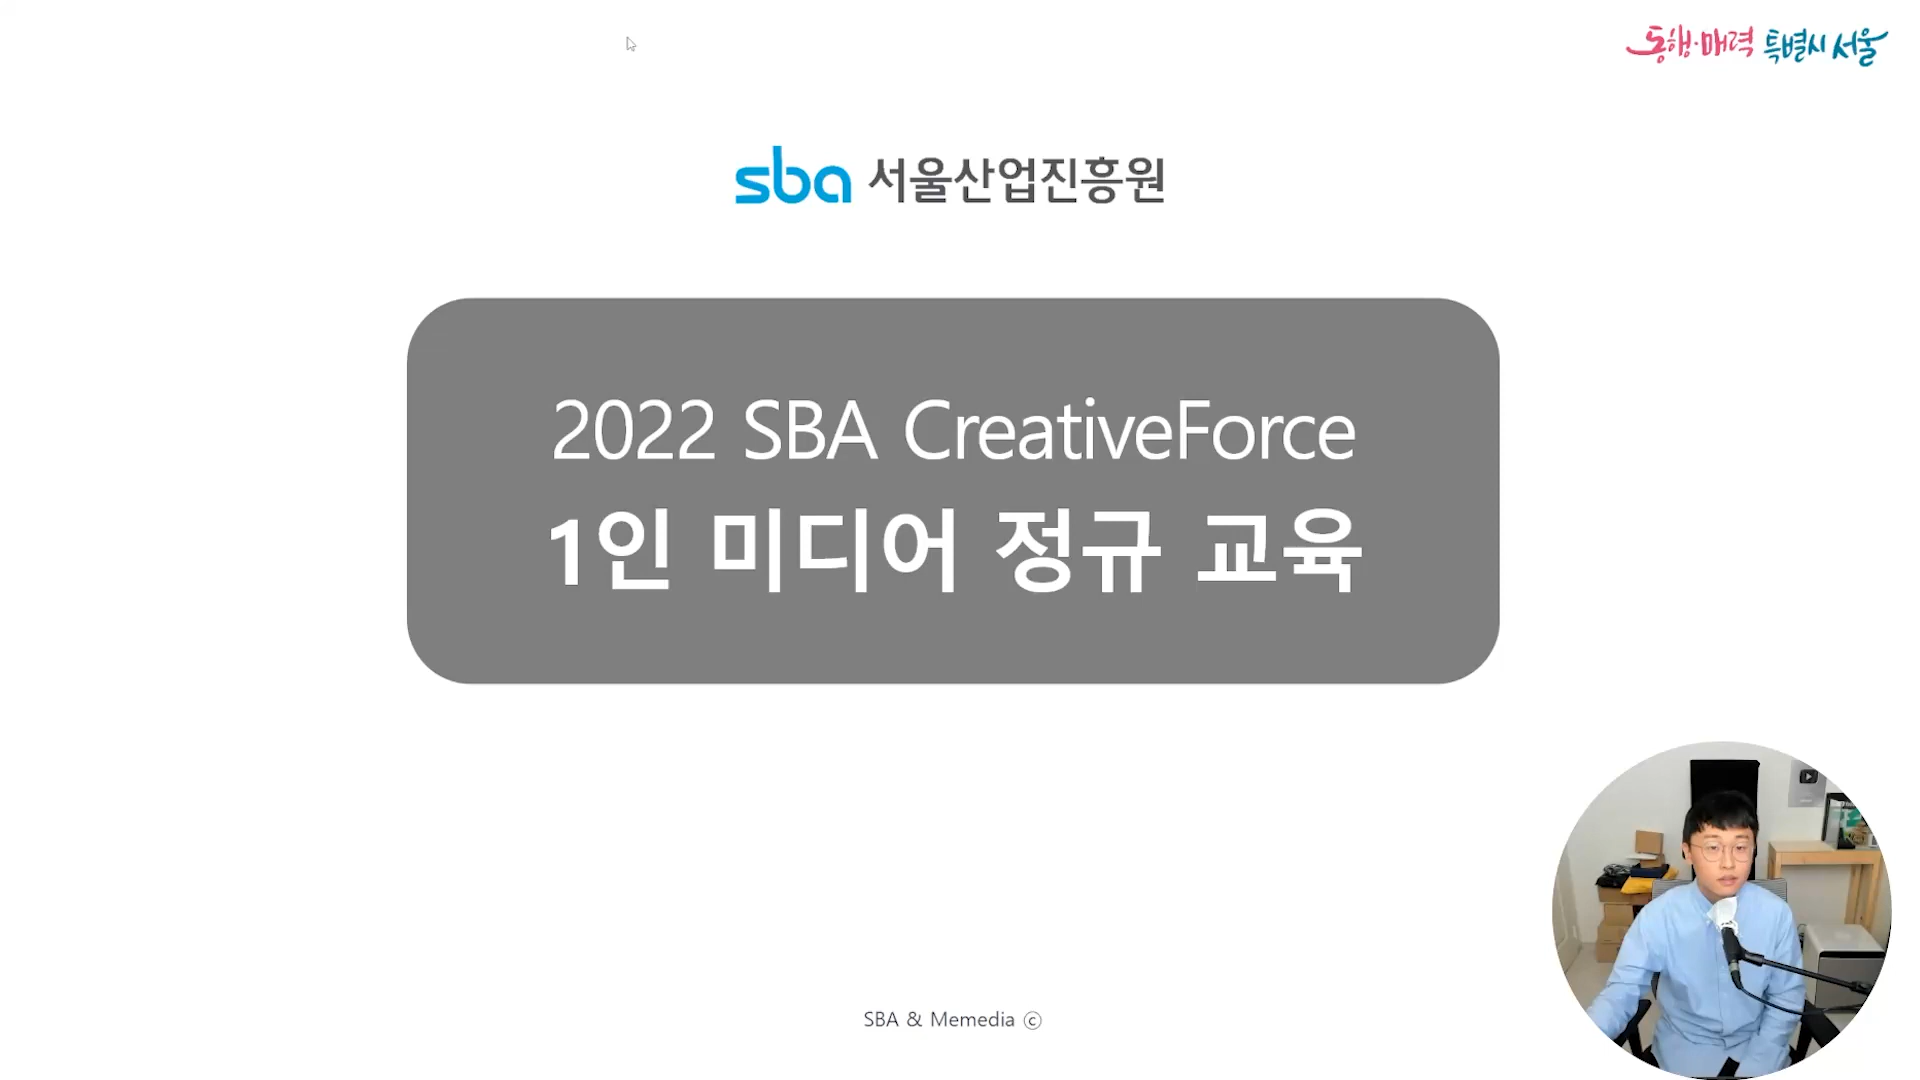 동행·매력 특별시 서울
sba 서울산업진흥원
2022 SBA CreativeForce
1인 미디어 정규 교육
SBA & Memedia ⓒ